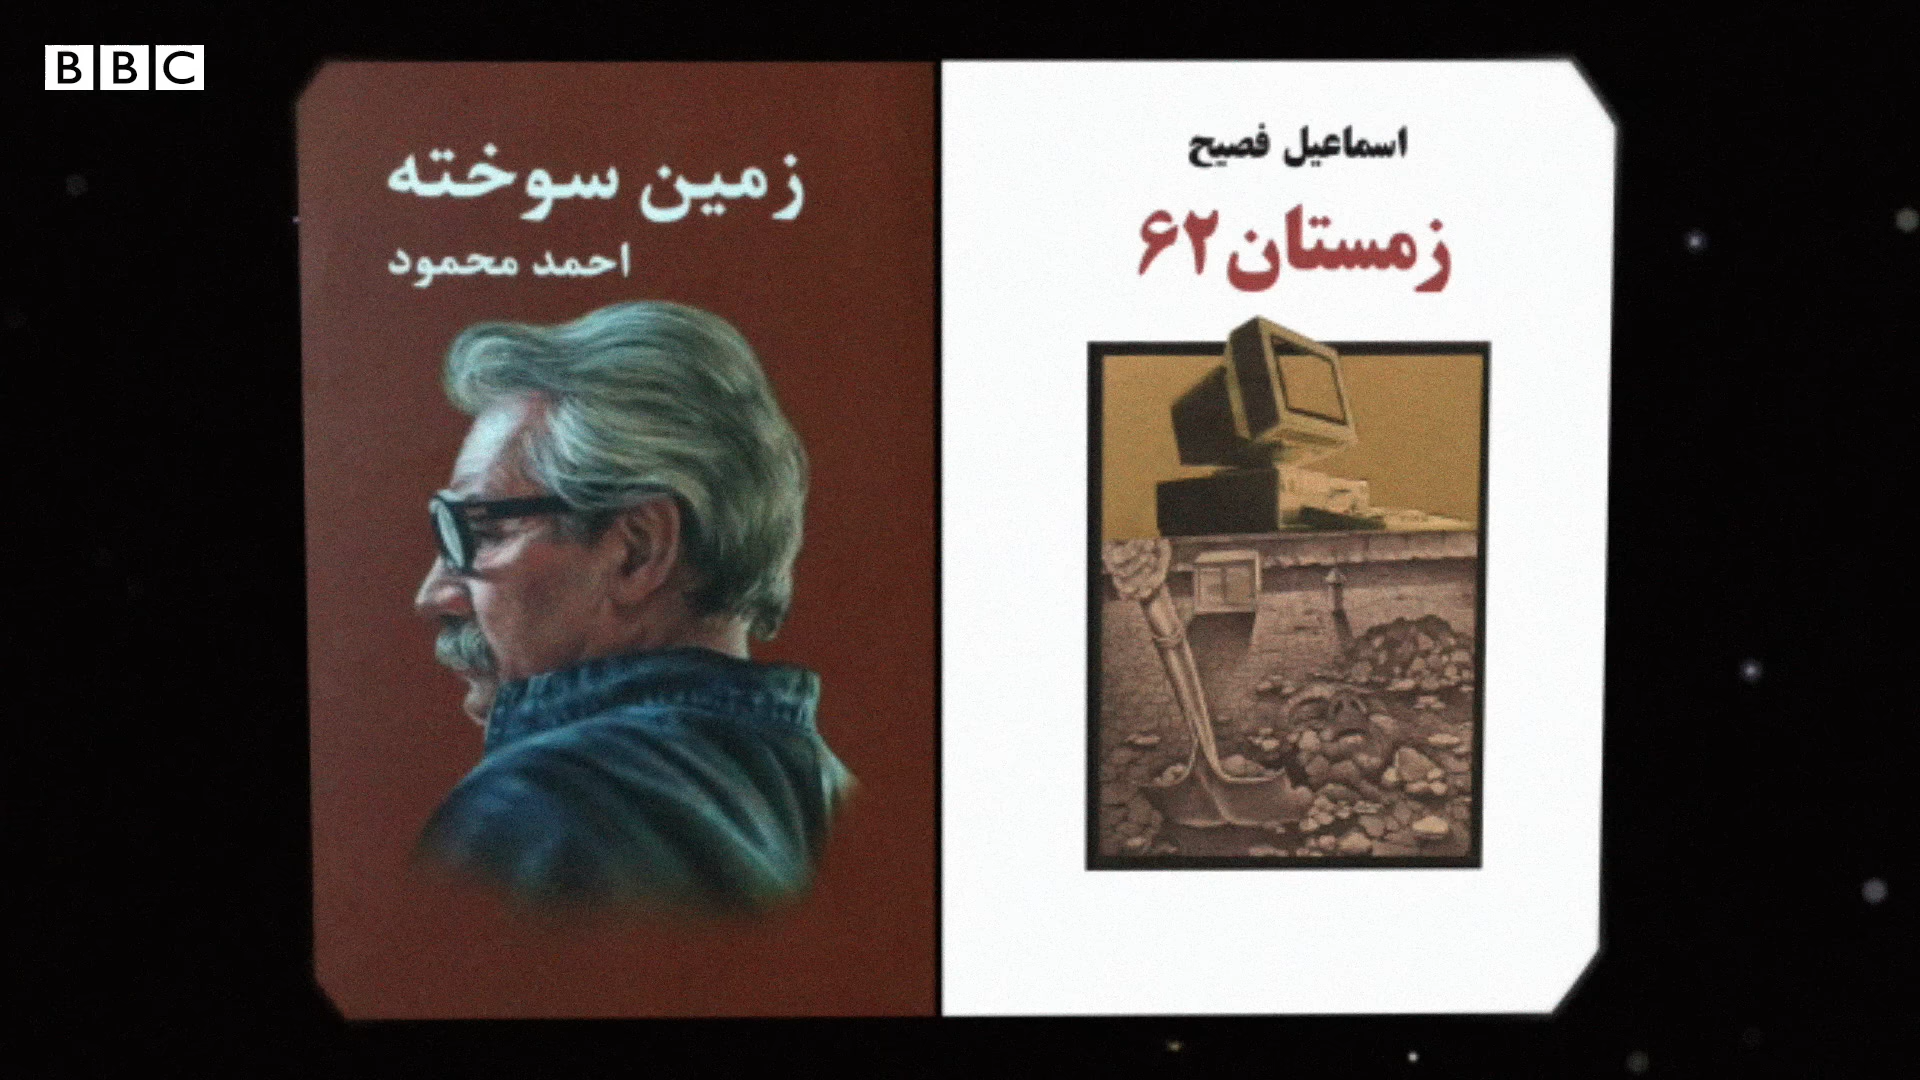 BBC
زمین سوخته
احمد محمود
اسماعیل فصیح
زمستان ۶۲